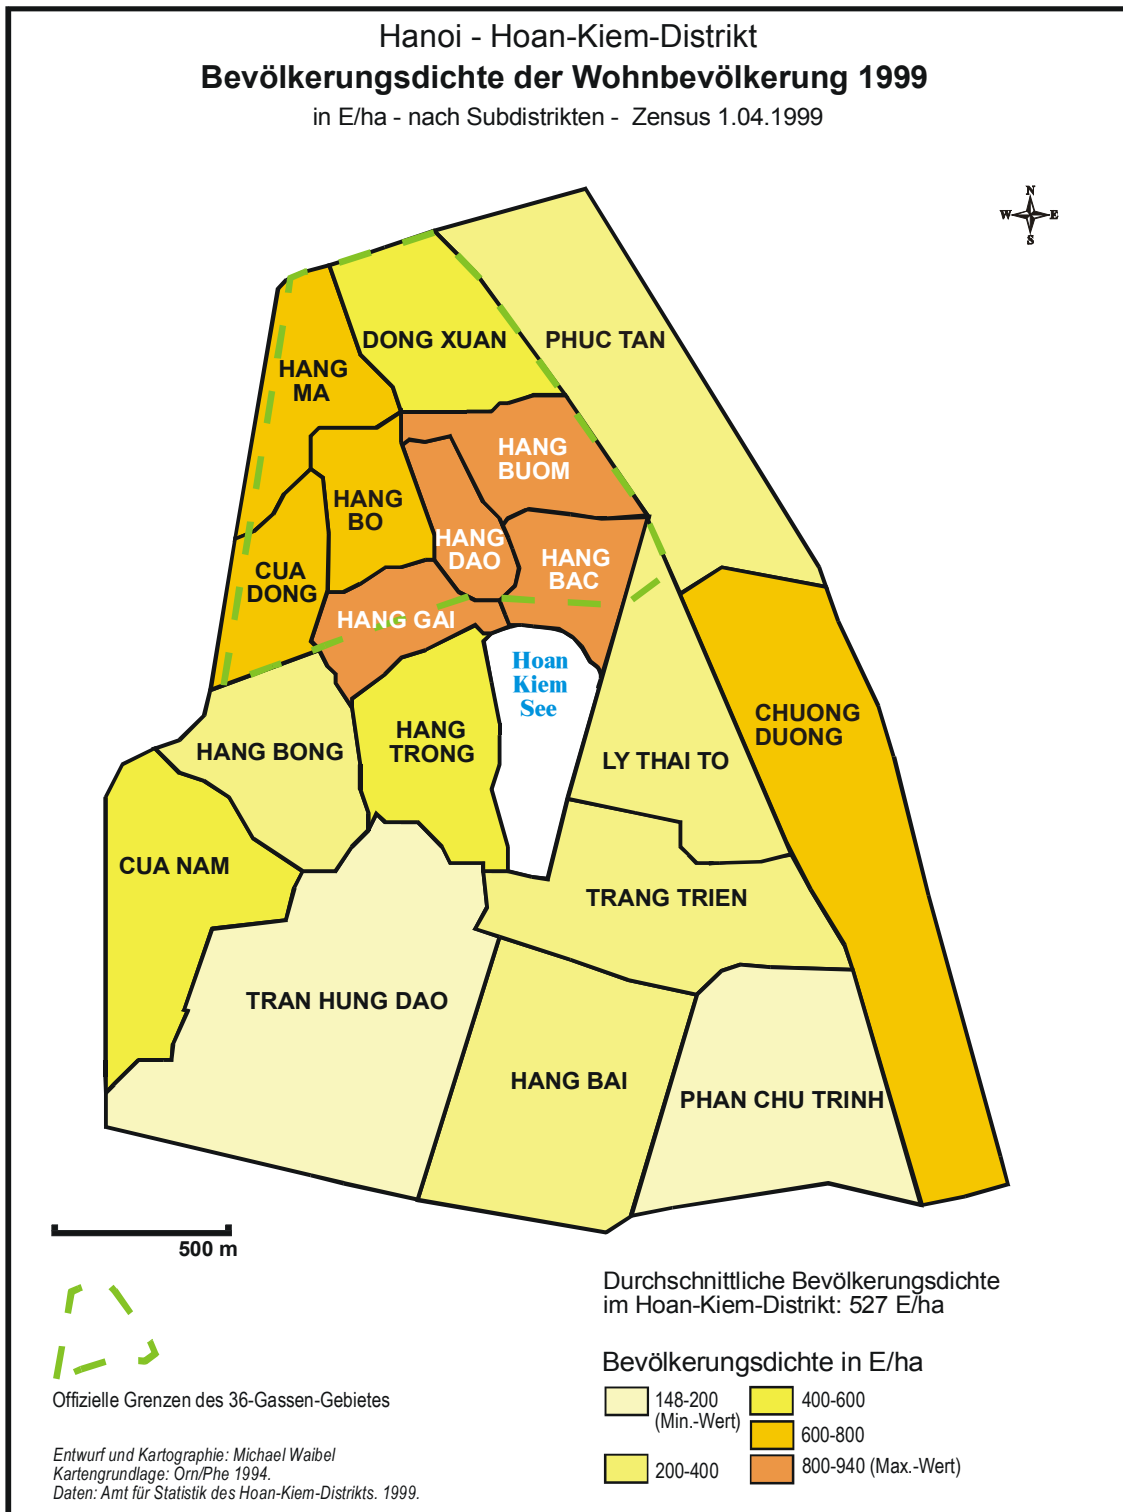 Hanoi - Hoan-Kiem-Distrikt
Bevölkerungsdichte der Wohnbevölkerung 1999
in E/ha - nach Subdistrikten -  Zensus 1.04.1999
N
W E
S
DONG XUAN
PHUC TAN
HANG
MA
HANG
BUOM
HANG
BO
HANG
DAO
HANG
BAC
CUA
DONG
HANG GAI
Hoan
Kiem
See
CHUONG
DUONG
HANG
TRONG
HANG BONG
LY THAI TO
CUA NAM
TRANG TRIEN
TRAN HUNG DAO
HANG BAI
PHAN CHU TRINH
500 m
Offizielle Grenzen des 36-Gassen-Gebietes
Entwurf und Kartographie: Michael Waibel
Kartengrundlage: Orn/Phe 1994.
Daten: Amt für Statistik des Hoan-Kiem-Distrikts. 1999.
Durchschnittliche Bevölkerungsdichte
im Hoan-Kiem-Distrikt: 527 E/ha
Bevölkerungsdichte in E/ha
148-200
(Min.-Wert)
200-400
400-600
600-800
800-940 (Max.-Wert)